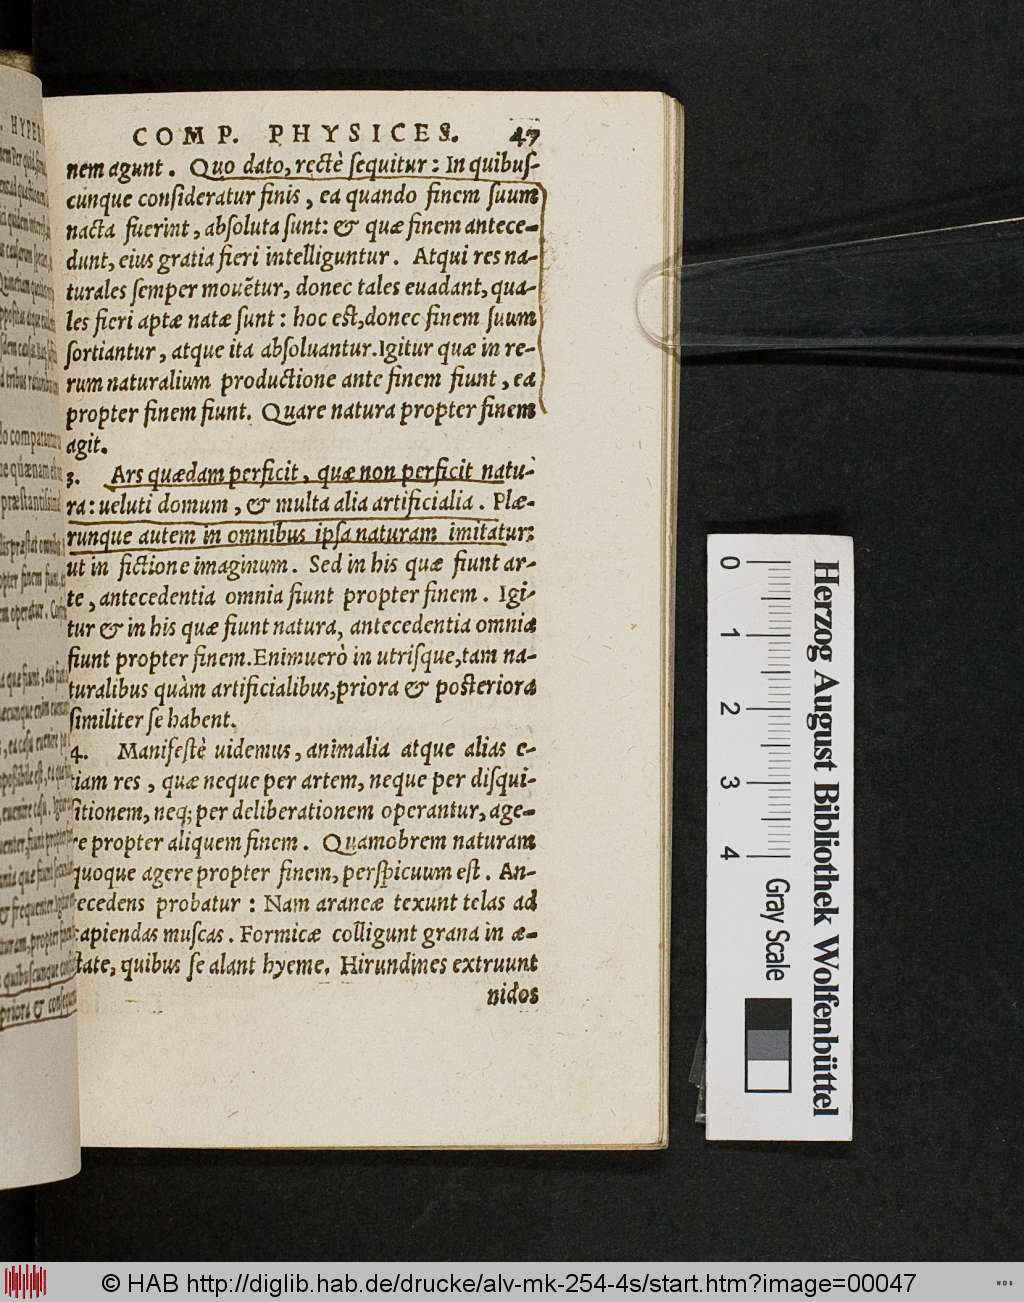 COMP. PHYSICES. 47
nem agunt. Quo dato, rectè ſequitur: In quibuſ-
cunque conſideratur finis, ea quando finem ſuum
nacta fuerint, abſoluta ſunt: & quæ finem antece-
dunt, eius gratia fieri intelliguntur. Atqui res na-
turales ſemper mouẽtur, donec tales euadant, qua-
les fieri aptæ natæ ſunt: hoc eſt, donec finem ſuum
ſortiantur, atque ita abſoluantur. Igitur quæ in re-
rum naturalium productione ante finem fiunt, ea
propter finem fiunt. Quare natura propter finem
agit.
3. Ars quædam perficit, quæ non perficit natu-
ra: ueluti domum, & multa alia artificialia. Plæ-
runque autem in omnibus ipſa naturam imitatur:
ut in fictione imaginum. Sed in his quæ fiunt ar-
te, antecedentia omnia fiunt propter finem. Igi-
tur & in his quæ fiunt natura, antecedentia omnia
fiunt propter finem. Enimuerò in utriſque, tam na-
turalibus quàm artificialibus, priora & poſteriora
ſimiliter ſe habent.
4. Manifeſtè uidemus, animalia atque alias e-
tiam res, quæ neque per artem, neque per diſqui-
ſitionem, neq; per deliberationem operantur, age-
re propter aliquem finem. Quamobrem naturam
quoque agere propter finem, perſpicuum eſt. An-
tecedens probatur: Nam araneæ texunt telas ad
capiendas muſcas. Formicæ colligunt grana in æ-
ſtate, quibus ſe alant hyeme. Hirundines extruunt
nidos
0 1 2 3 4
Gray Scale
Herzog August Bibliothek Wolfenbüttel
© HAB http://diglib.hab.de/drucke/alv-mk-254-4s/start.htm?image=00047